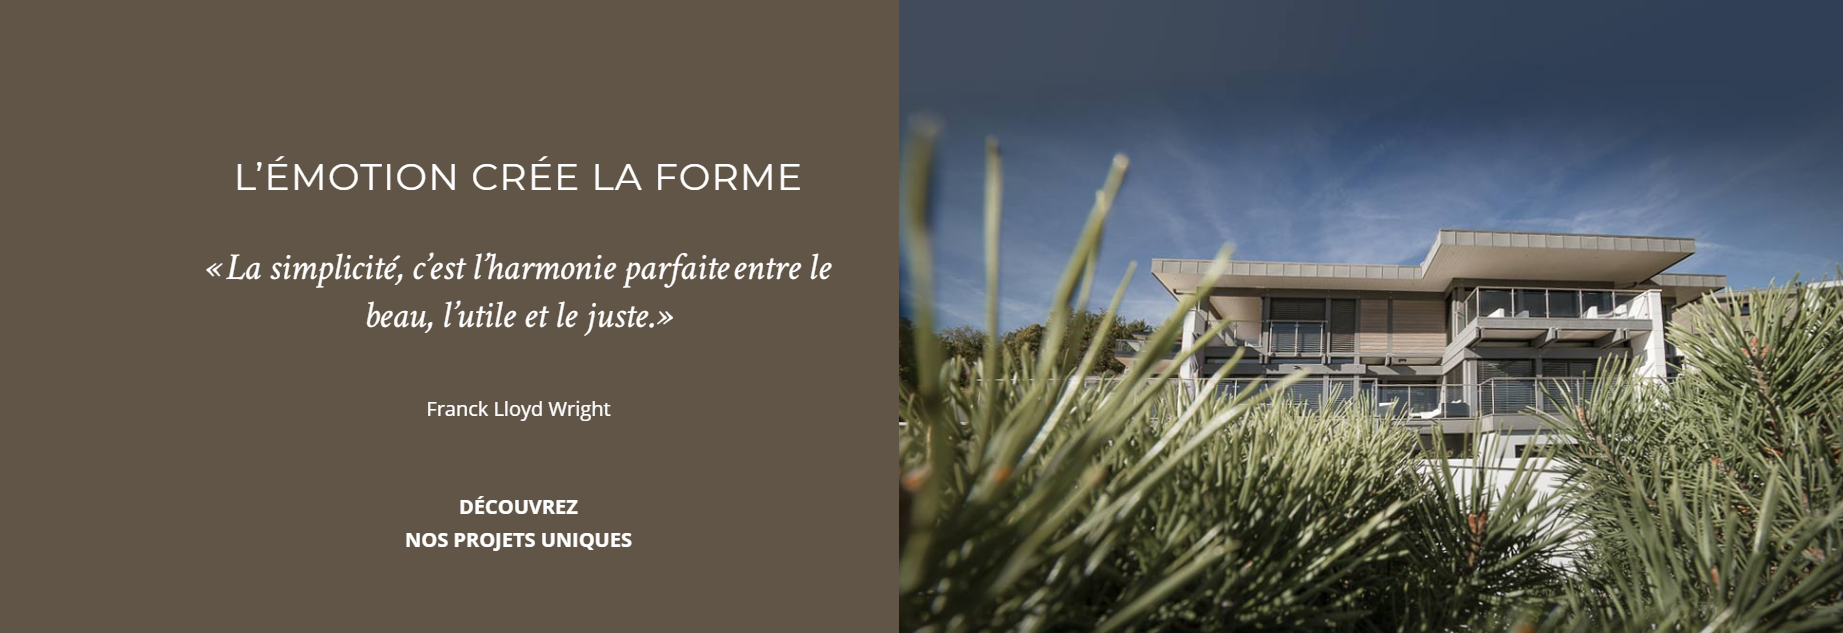 L’ÉMOTION CRÉE LA FORME
« La simplicité, c’est l’harmonie parfaite entre le
beau, l’utile et le juste.»
Franck Lloyd Wright
DÉCOUVREZ
NOS PROJETS UNIQUES